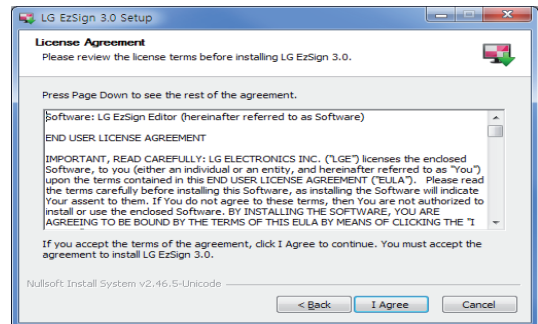 LG EzSign 3.0 Setup
License Agreement
Please review the license terms before installing LG EzSign 3.0.
Press Page Down to see the rest of the agreement.
Software: LG EzSign Editor (hereinafter referred to as Software)
END USER LICENSE AGREEMENT
IMPORTANT, READ CAREFULLY: LG ELECTRONICS INC. ("LGE") licenses the enclosed
Software, to you (either an individual or an entity, and hereinafter referred to as "You")
upon the terms contained in this END USER LICENSE AGREEMENT ("EULA"). Please read
the terms carefully before installing this Software, as installing the Software will indicate
Your assent to them. If You do not agree to these terms, then You are not authorized to
install or use the enclosed Software. BY INSTALLING THE SOFTWARE, YOU ARE
AGREEING TO BE BOUND BY THE TERMS OF THIS EULA BY MEANS OF CLICKING THE "I
If you accept the terms of the agreement, click I Agree to continue. You must accept the
agreement to install LG EzSign 3.0.
Nullsoft Install System v2.46.5-Unicode
< Back
I Agree
Cancel